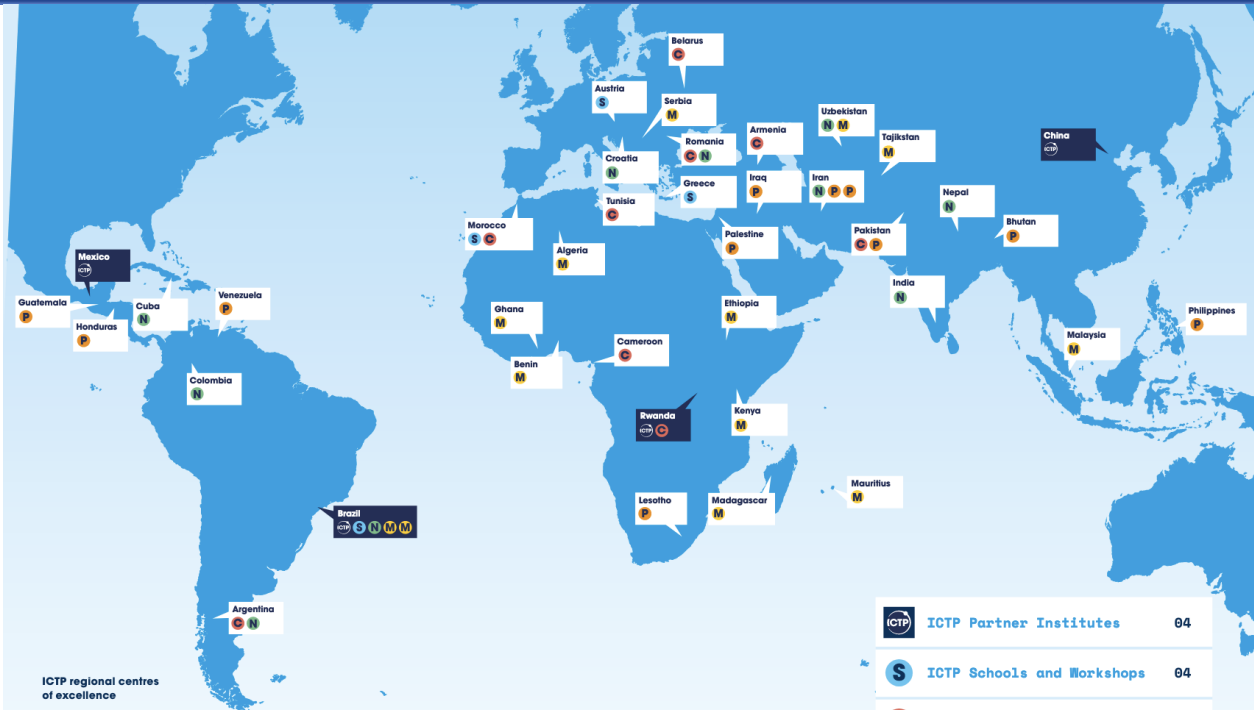 Belarus
C
Austria
S
Serbia
M
Uzbekistan
N M
Armenia
C
Tajikstan
M
China
ICTP
Romania
C N
Croatia
N
Greece
S
Iraq
P
Iran
N P P
Nepal
N
Tunisia
C
Morocco
S C
Palestine
P
Pakistan
C P
Bhutan
P
Algeria
M
Mexico
ICTP
India
N
Guatemala
P
Cuba
N
Venezuela
P
Honduras
P
Ghana
M
Ethiopia
M
Philippines
P
Malaysia
M
Cameroon
C
Benin
M
Colombia
N
Rwanda
ICTP C
Kenya
M
Mauritius
M
Lesotho
P
Madagascar
M
Brazil
ICTP S N M M
Argentina
C N
ICTP ICTP Partner Institutes 04
S ICTP Schools and Workshops 04
ICTP regional centres
of excellence